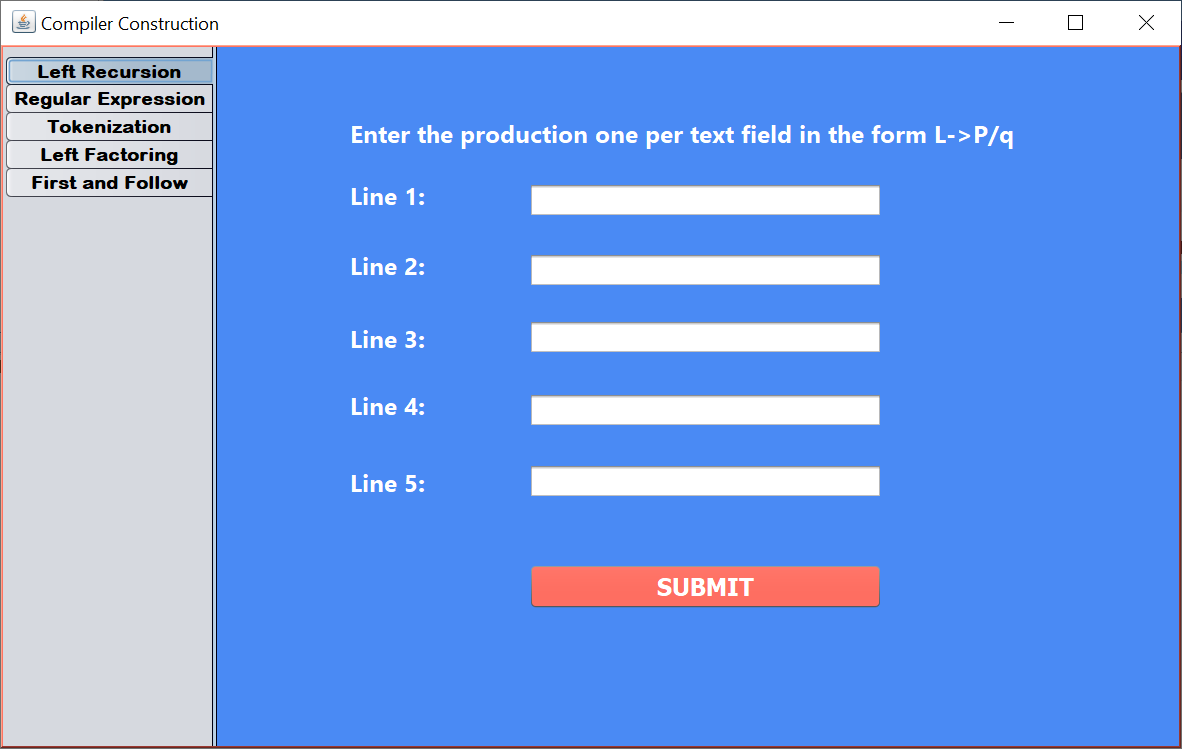 Compiler Construction
Left Recursion
Regular Expression
Tokenization
Left Factoring
First and Follow
Enter the production one per text field in the form L->P/q
Line 1:
Line 2:
Line 3:
Line 4:
Line 5:
SUBMIT